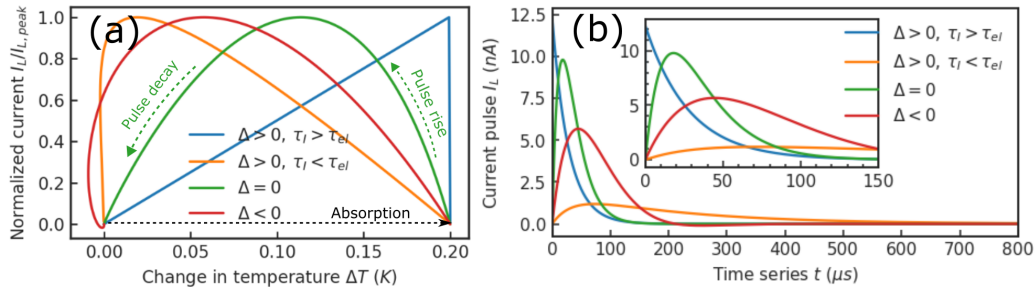 (a)
Normalized current I_L/I_{L,peak}
1.0
0.8
0.6
0.4
0.2
0.0
Pulse decay
Pulse rise
Δ > 0, τ_I > τ_el
Δ > 0, τ_I < τ_el
Δ = 0
Δ < 0
Absorption
0.00 0.05 0.10 0.15 0.20
Change in temperature ΔT (K)
(b)
Current pulse I_L (nA)
12.5
10.0
7.5
5.0
2.5
0.0
10
5
0
0 50 100 150
Δ > 0, τ_I > τ_el
Δ > 0, τ_I < τ_el
Δ = 0
Δ < 0
0 100 200 300 400 500 600 700 800
Time series t (μs)